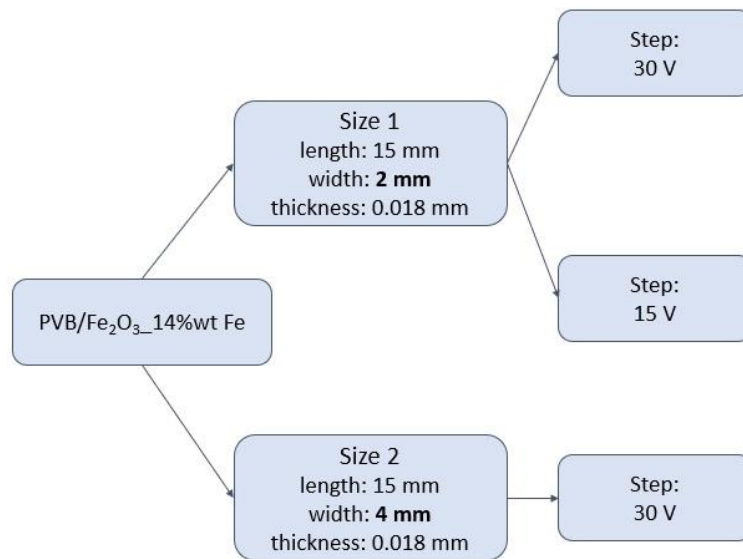 Step:
30 V
Size 1
length: 15 mm
width: 2 mm
thickness: 0.018 mm
Step:
15 V
PVB/Fe₂O₃_14%wt Fe
Size 2
length: 15 mm
width: 4 mm
thickness: 0.018 mm
Step:
30 V